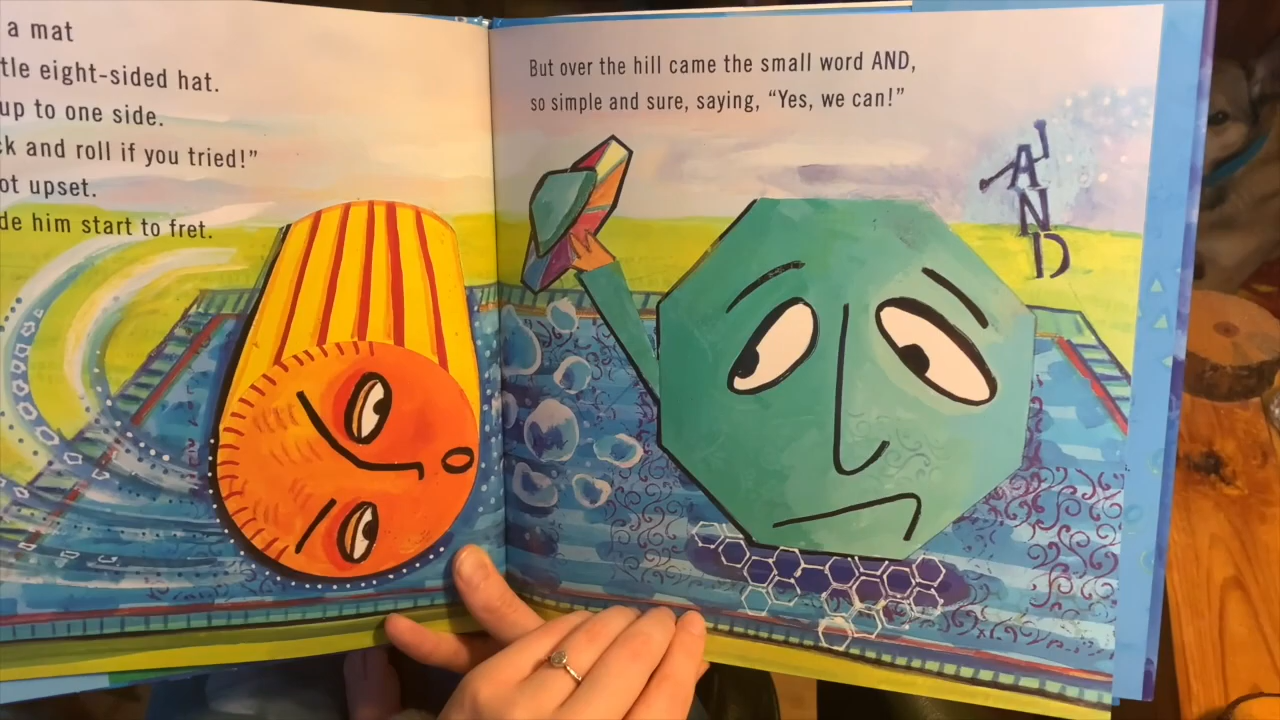 a mat
tle eight-sided hat.
up to one side.
k and roll if you tried!”
ot upset.
de him start to fret.
But over the hill came the small word AND,
so simple and sure, saying, “Yes, we can!”
AND